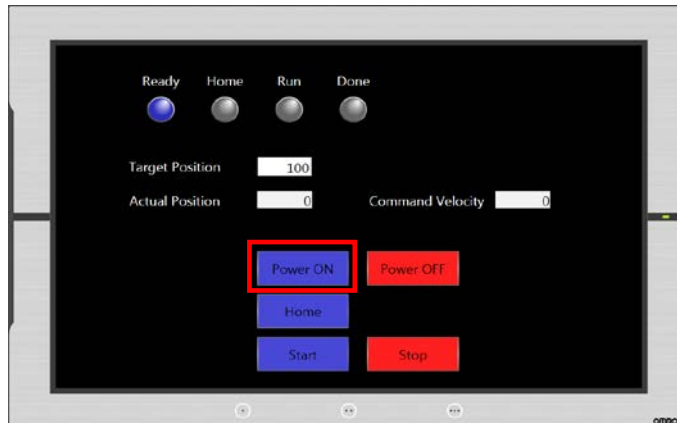 Ready Home Run Done
Target Position 100
Actual Position 0 Command Velocity 0
Power ON Power OFF
Home
Start Stop